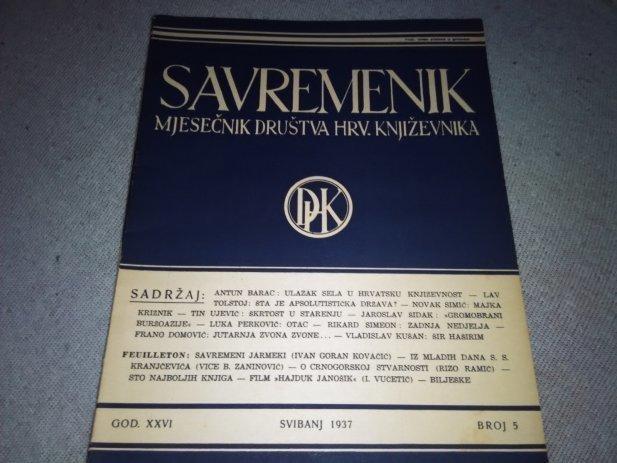 SAVREMENIK
MJESEČNIK DRUŠTVA HRV. KNJIŽEVNIKA
DHK
SADRŽAJ: ANTUN BARAC: ULAZAK SELA U HRVATSKU KNJIŽEVNOST — LAV
TOLSTOJ: ŠTA JE APSOLUTISTIČKA DRŽAVA? — NOVAK SIMIĆ: MAJKA
KRIZNIK — TIN UJEVIĆ: SKRTOST U STARENJU — JAROSLAV ŠIDAK: »GROMOBRANI
BURŽOAZIJE« — LUKA PERKOVIĆ: OTAC — RIKARD SIMEON: ZADNJA NEDJELJA —
FRANO DOMOVIĆ: JUTARNJA ZVONA ZVONE... — VLADISLAV KUŠAN: SIR HASIRIM
FEUILLETON: SAVREMENI JARMEKI (IVAN GORAN KOVAČIĆ) — IZ MLADIH DANA S. S.
KRANJČEVIĆA (VICE B. ZANINOVIĆ) — O CRNOGORSKOJ STVARNOSTI (RIZO RAMIĆ) —
STO NAJBOLJIH KNJIGA — FILM »HAJDUK JANOSIK« (I. VUČETIĆ) — BILJEŠKE
GOD. XXVI SVIBANJ 1937 BROJ 5